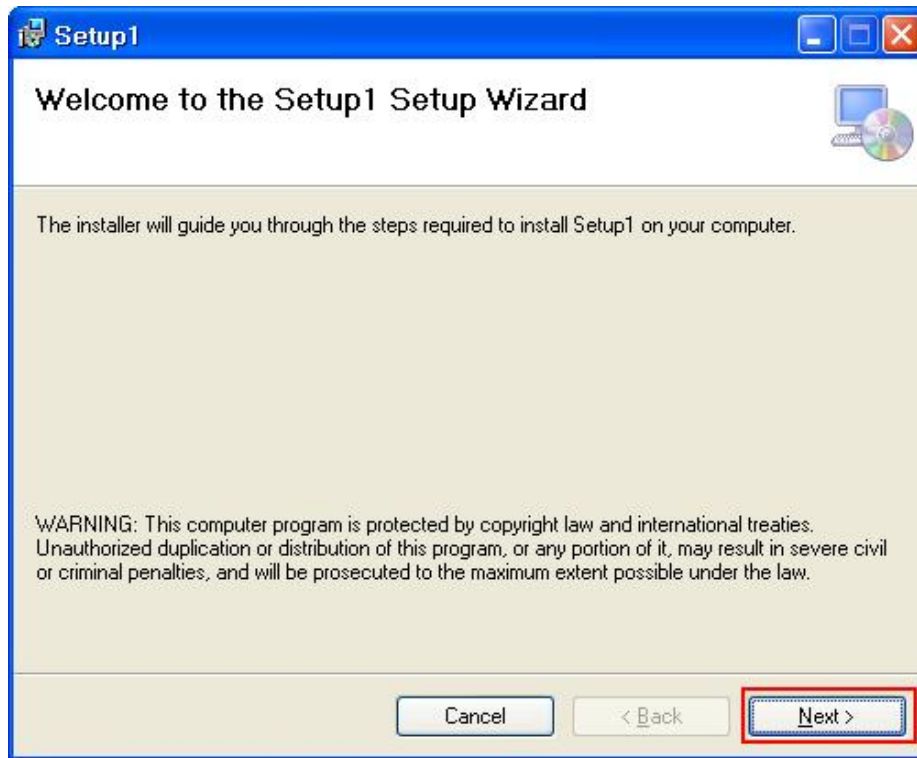 Setup1
Welcome to the Setup1 Setup Wizard
The installer will guide you through the steps required to install Setup1 on your computer.
WARNING: This computer program is protected by copyright law and international treaties.
Unauthorized duplication or distribution of this program, or any portion of it, may result in severe civil
or criminal penalties, and will be prosecuted to the maximum extent possible under the law.
Cancel < Back Next >